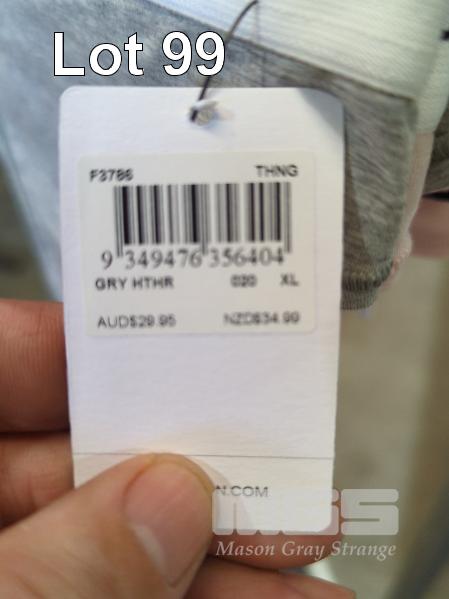 Lot 99
F3786 THNG
9 349476 356404
GRY HTHR 020 XL
AUD$29.95 NZD$34.99
N.COM
MGS
Mason Gray Strange